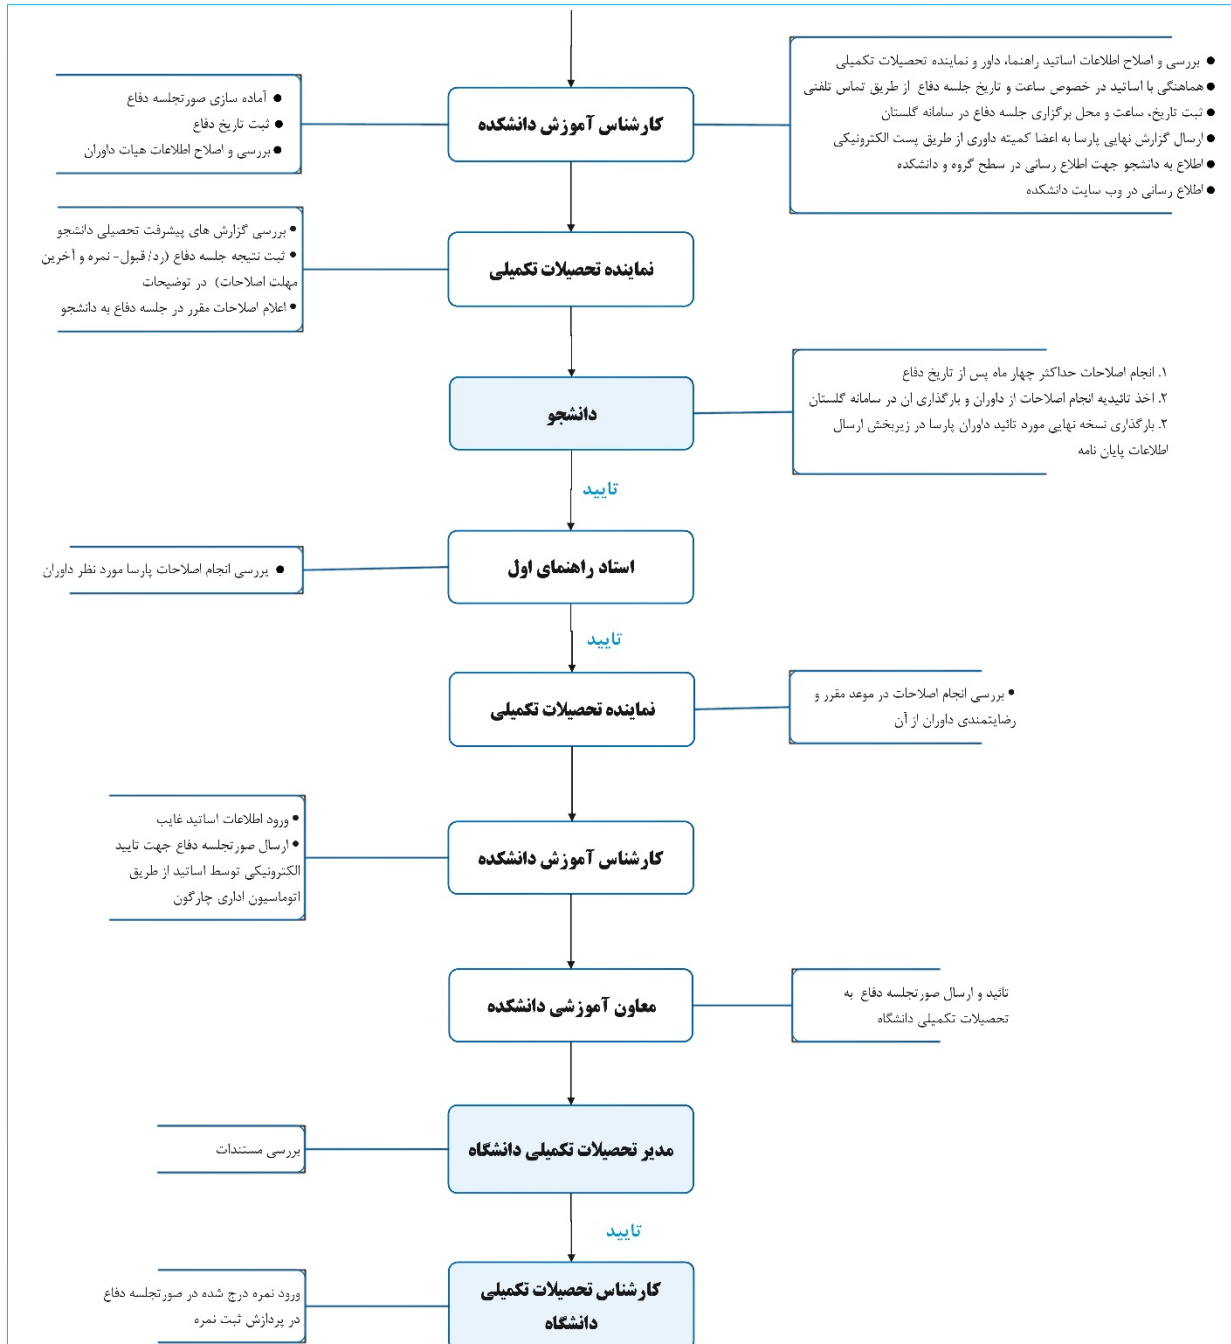 کارشناس آموزش دانشکده
● بررسی و اصلاح اطلاعات اساتید راهنما، داور و نماینده تحصیلات تکمیلی
● هماهنگی با اساتید در خصوص ساعت و تاریخ جلسه دفاع از طریق تماس تلفنی
● ثبت تاریخ، ساعت و محل برگزاری جلسه دفاع در سامانه گلستان
● ارسال گزارش نهایی پارسا به اعضا کمیته داوری از طریق پست الکترونیکی
● اطلاع به دانشجو جهت اطلاع رسانی در سطح گروه و دانشکده
● اطلاع رسانی در وب سایت دانشکده
● آماده سازی صورتجلسه دفاع
● ثبت تاریخ دفاع
● بررسی و اصلاح اطلاعات هیات داوران
نماینده تحصیلات تکمیلی
• بررسی گزارش های پیشرفت تحصیلی دانشجو
• ثبت نتیجه جلسه دفاع (رد/ قبول- نمره و آخرین
مهلت اصلاحات) در توضیحات
• اعلام اصلاحات مقرر در جلسه دفاع به دانشجو
دانشجو
۱. انجام اصلاحات حداکثر چهار ماه پس از تاریخ دفاع
۲. اخذ تائیدیه انجام اصلاحات از داوران و بارگذاری ان در سامانه گلستان
۲. بارگذاری نسخه نهایی مورد تائید داوران پارسا در زیربخش ارسال
اطلاعات پایان نامه
تایید
استاد راهنمای اول
● بررسی انجام اصلاحات پارسا مورد نظر داوران
تایید
نماینده تحصیلات تکمیلی
• بررسی انجام اصلاحات در موعد مقرر و
رضایتمندی داوران از آن
کارشناس آموزش دانشکده
• ورود اطلاعات اساتید غایب
• ارسال صورتجلسه دفاع جهت تایید
الکترونیکی توسط اساتید از طریق
اتوماسیون اداری چارگون
معاون آموزشی دانشکده
تائید و ارسال صورتجلسه دفاع به
تحصیلات تکمیلی دانشگاه
مدیر تحصیلات تکمیلی دانشگاه
بررسی مستندات
تایید
کارشناس تحصیلات تکمیلی
دانشگاه
ورود نمره درج شده در صورتجلسه دفاع
در پردازش ثبت نمره